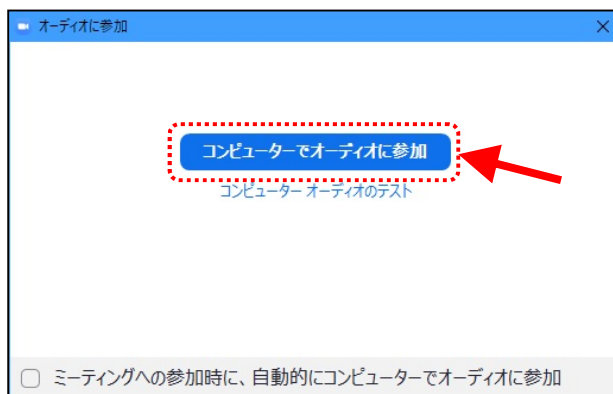 オーディオに参加
コンピューターでオーディオに参加
コンピューター オーディオのテスト
ミーティングへの参加時に、自動的にコンピューターでオーディオに参加